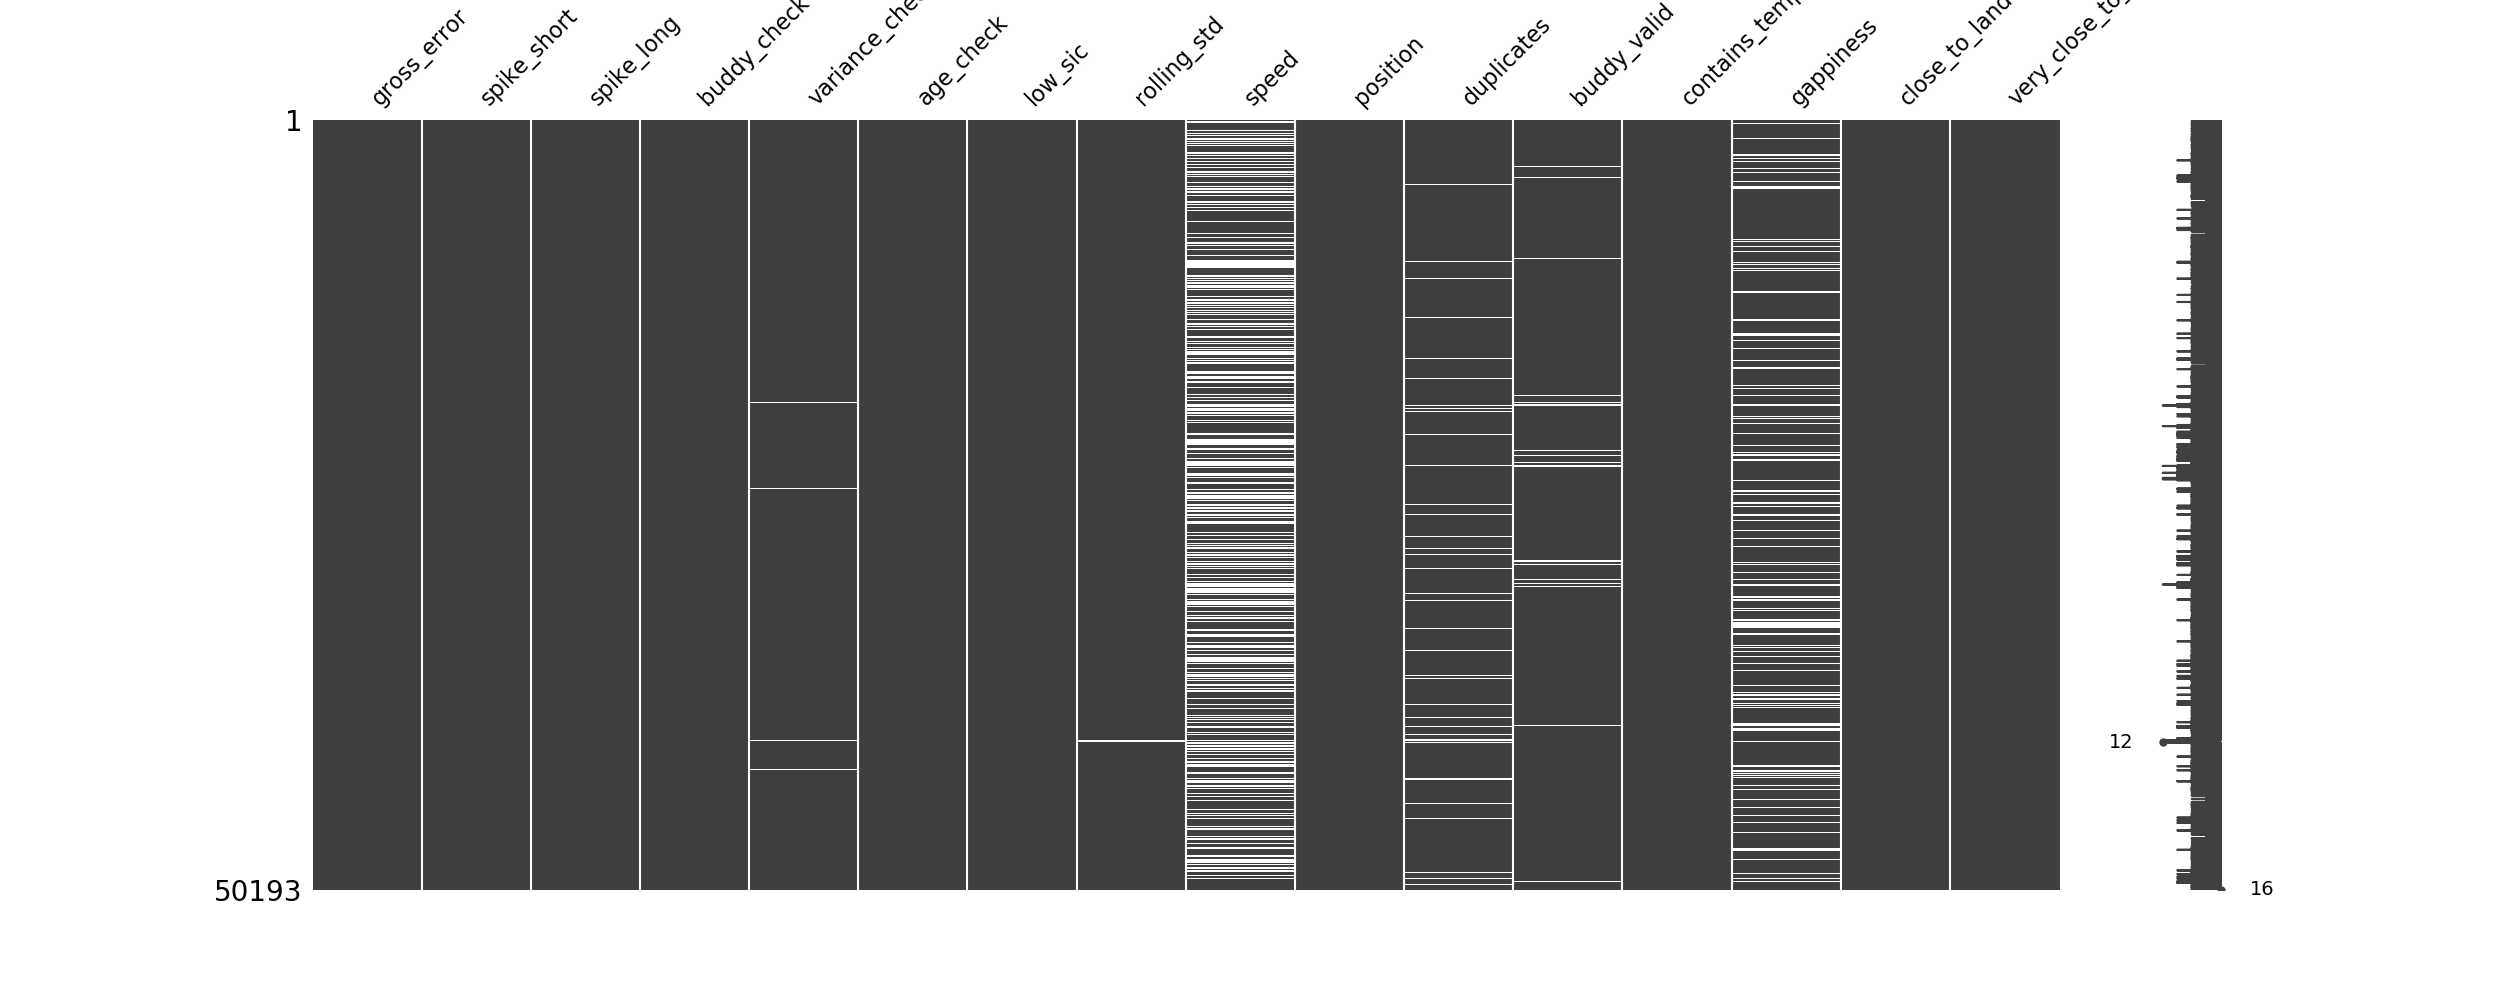 gross_error
spike_short
spike_long
buddy_check
variance_che
age_check
low_sic
rolling_std
speed
position
duplicates
buddy_valid
contains_temp
gappiness
close_to_land
very_close_to_
1
12
50193
16